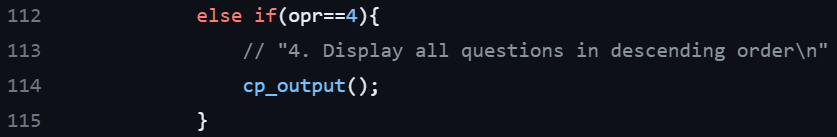 112 else if(opr==4){
113 // "4. Display all questions in descending order\n"
114 cp_output();
115 }